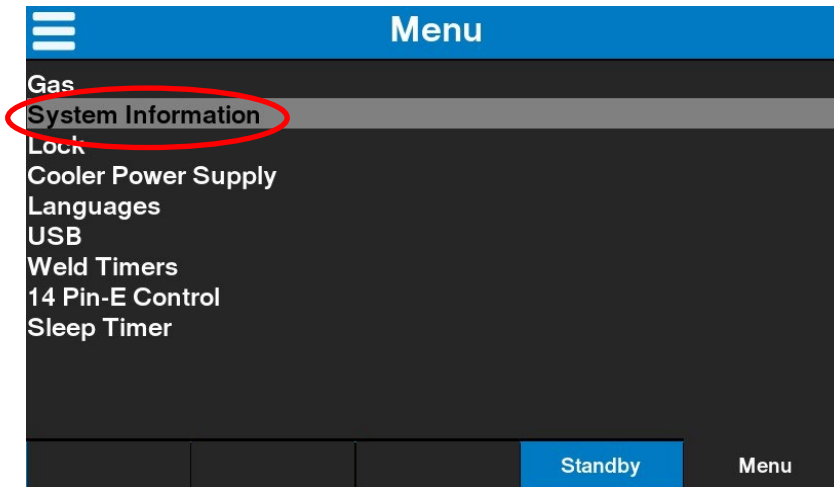 Menu
Gas
System Information
Lock
Cooler Power Supply
Languages
USB
Weld Timers
14 Pin-E Control
Sleep Timer
Standby Menu